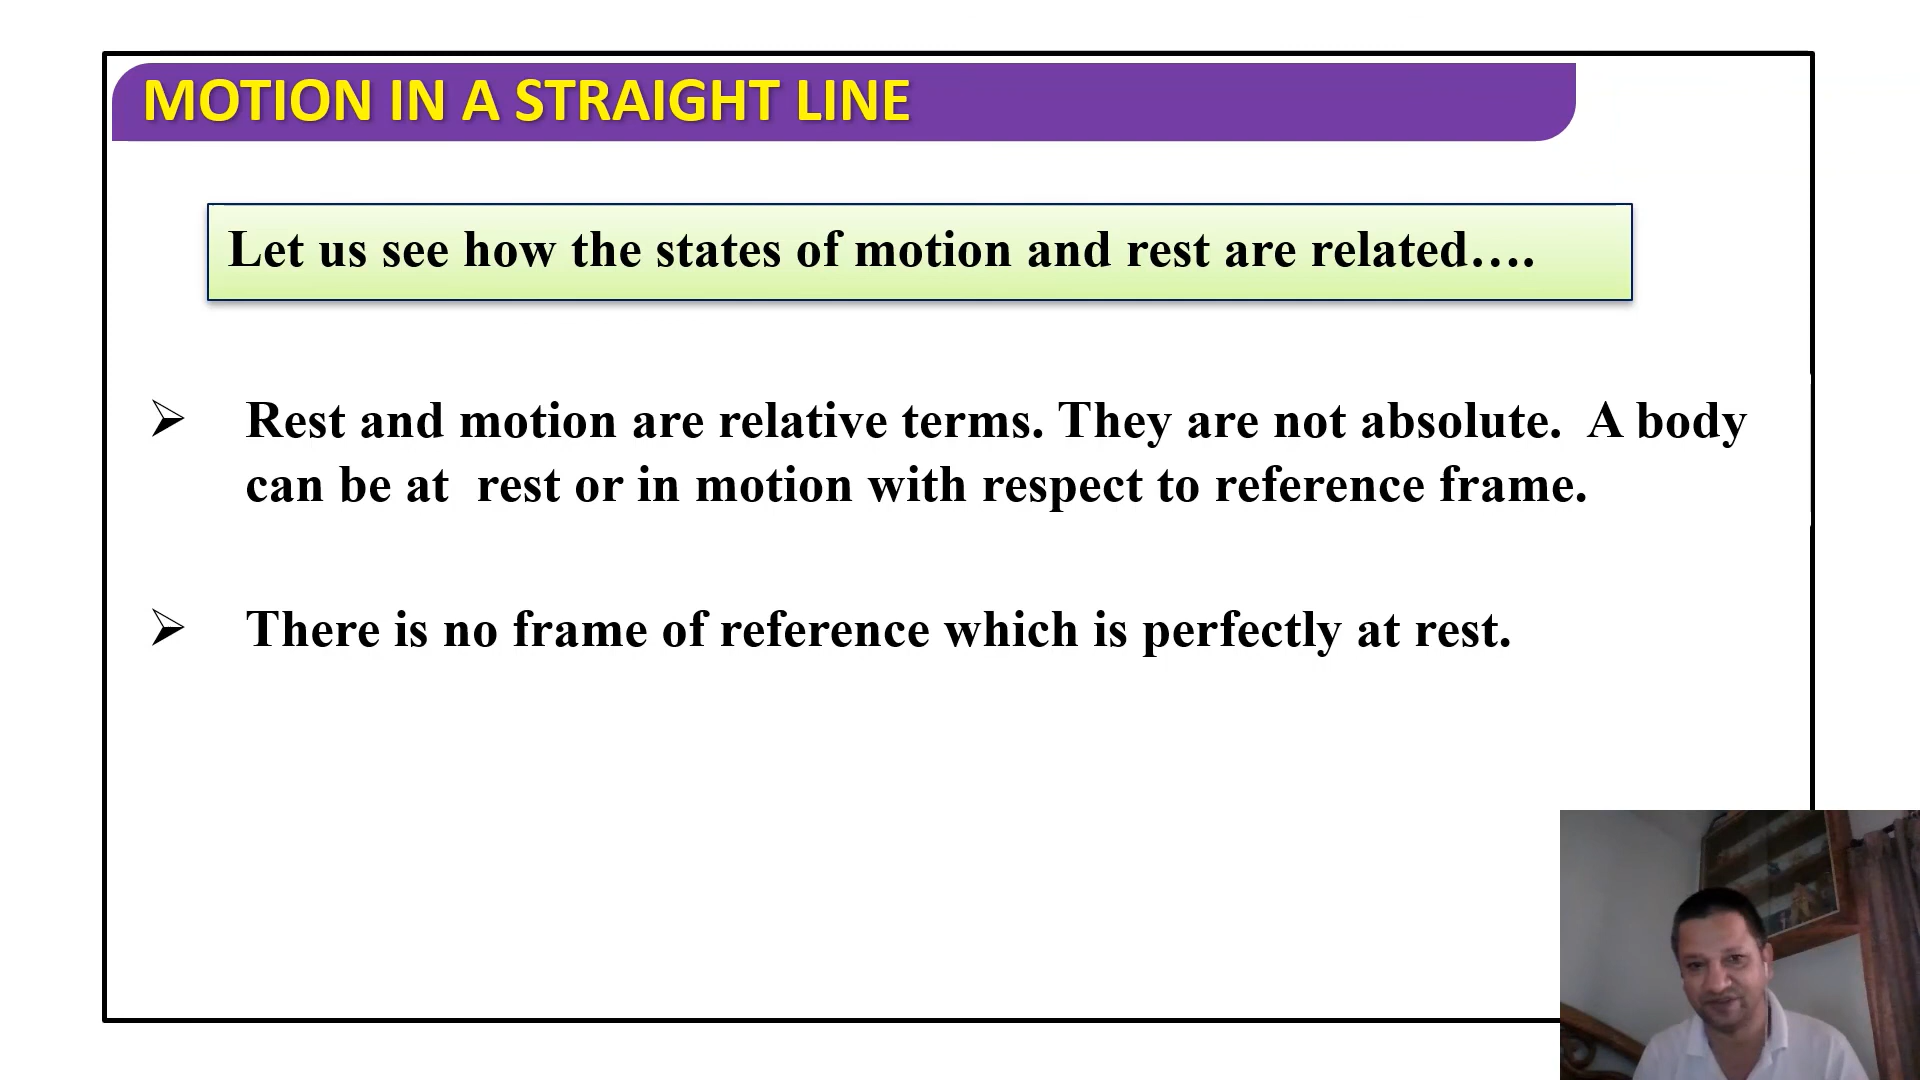 MOTION IN A STRAIGHT LINE
Let us see how the states of motion and rest are related….
Rest and motion are relative terms. They are not absolute.  A body
can be at  rest or in motion with respect to reference frame.
There is no frame of reference which is perfectly at rest.